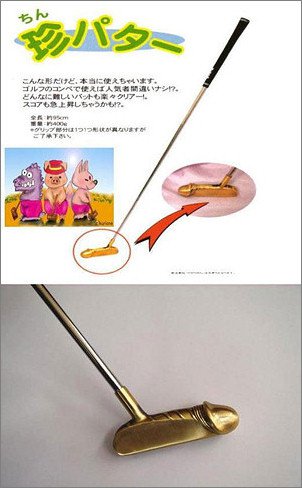 ちん
珍パター
こんな形だけど、本当に使えちゃいます。
ゴルフのコンペで使えば人気者間違いナシ!?。
どんなに難しいパットも楽々クリアー!。
スコアも急上昇しちゃうかも!?。
全長:約95cm
重量:約400g
*グリップ部分は1つ1つ形状が異なりますが
ご了承下さい。